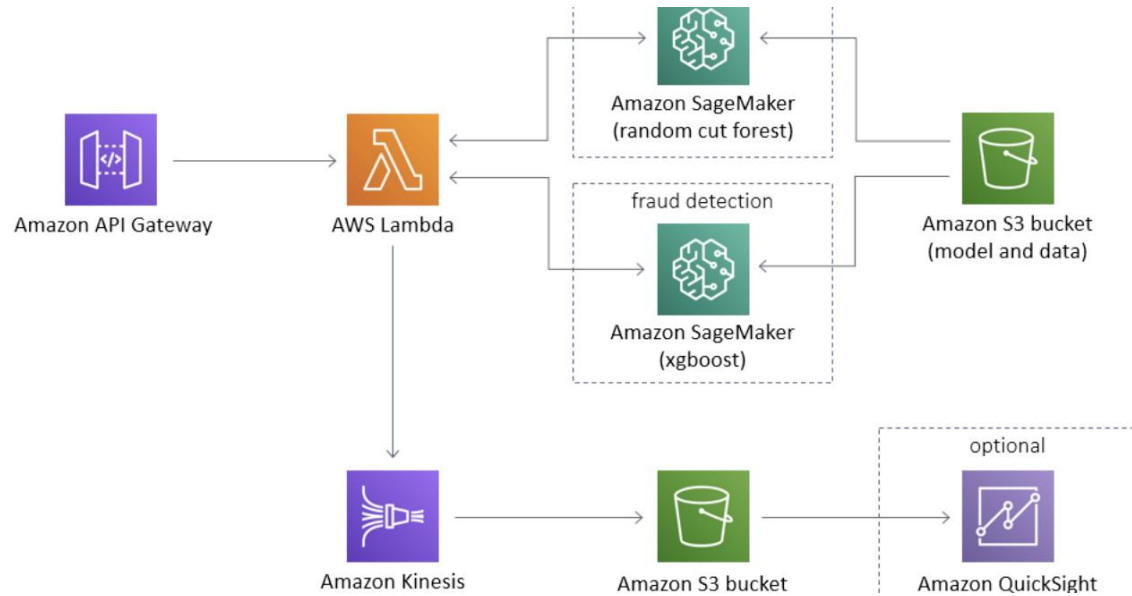 Amazon SageMaker
(random cut forest)
Amazon API Gateway
AWS Lambda
Amazon S3 bucket
(model and data)
fraud detection
Amazon SageMaker
(xgboost)
optional
Amazon Kinesis
Amazon S3 bucket
Amazon QuickSight